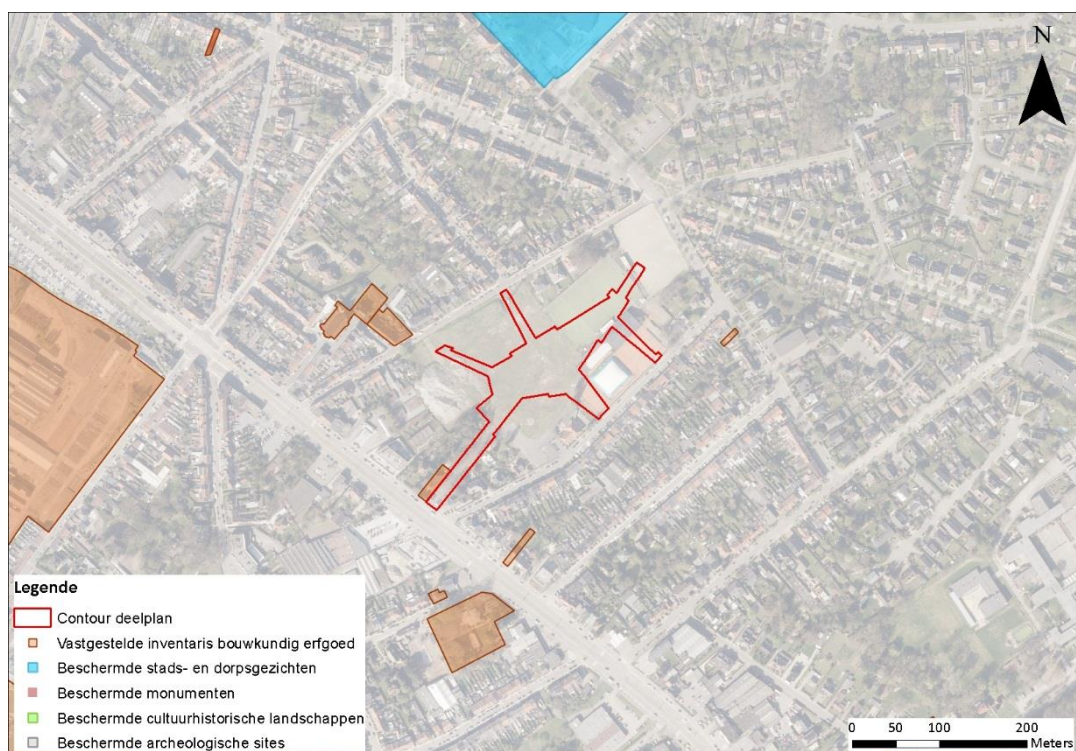 N
Legende
Contour deelplan
Vastgestelde inventaris bouwkundig erfgoed
Beschermde stads- en dorpsgezichten
Beschermde monumenten
Beschermde cultuurhistorische landschappen
Beschermde archeologische sites
0 50 100 200
Meters